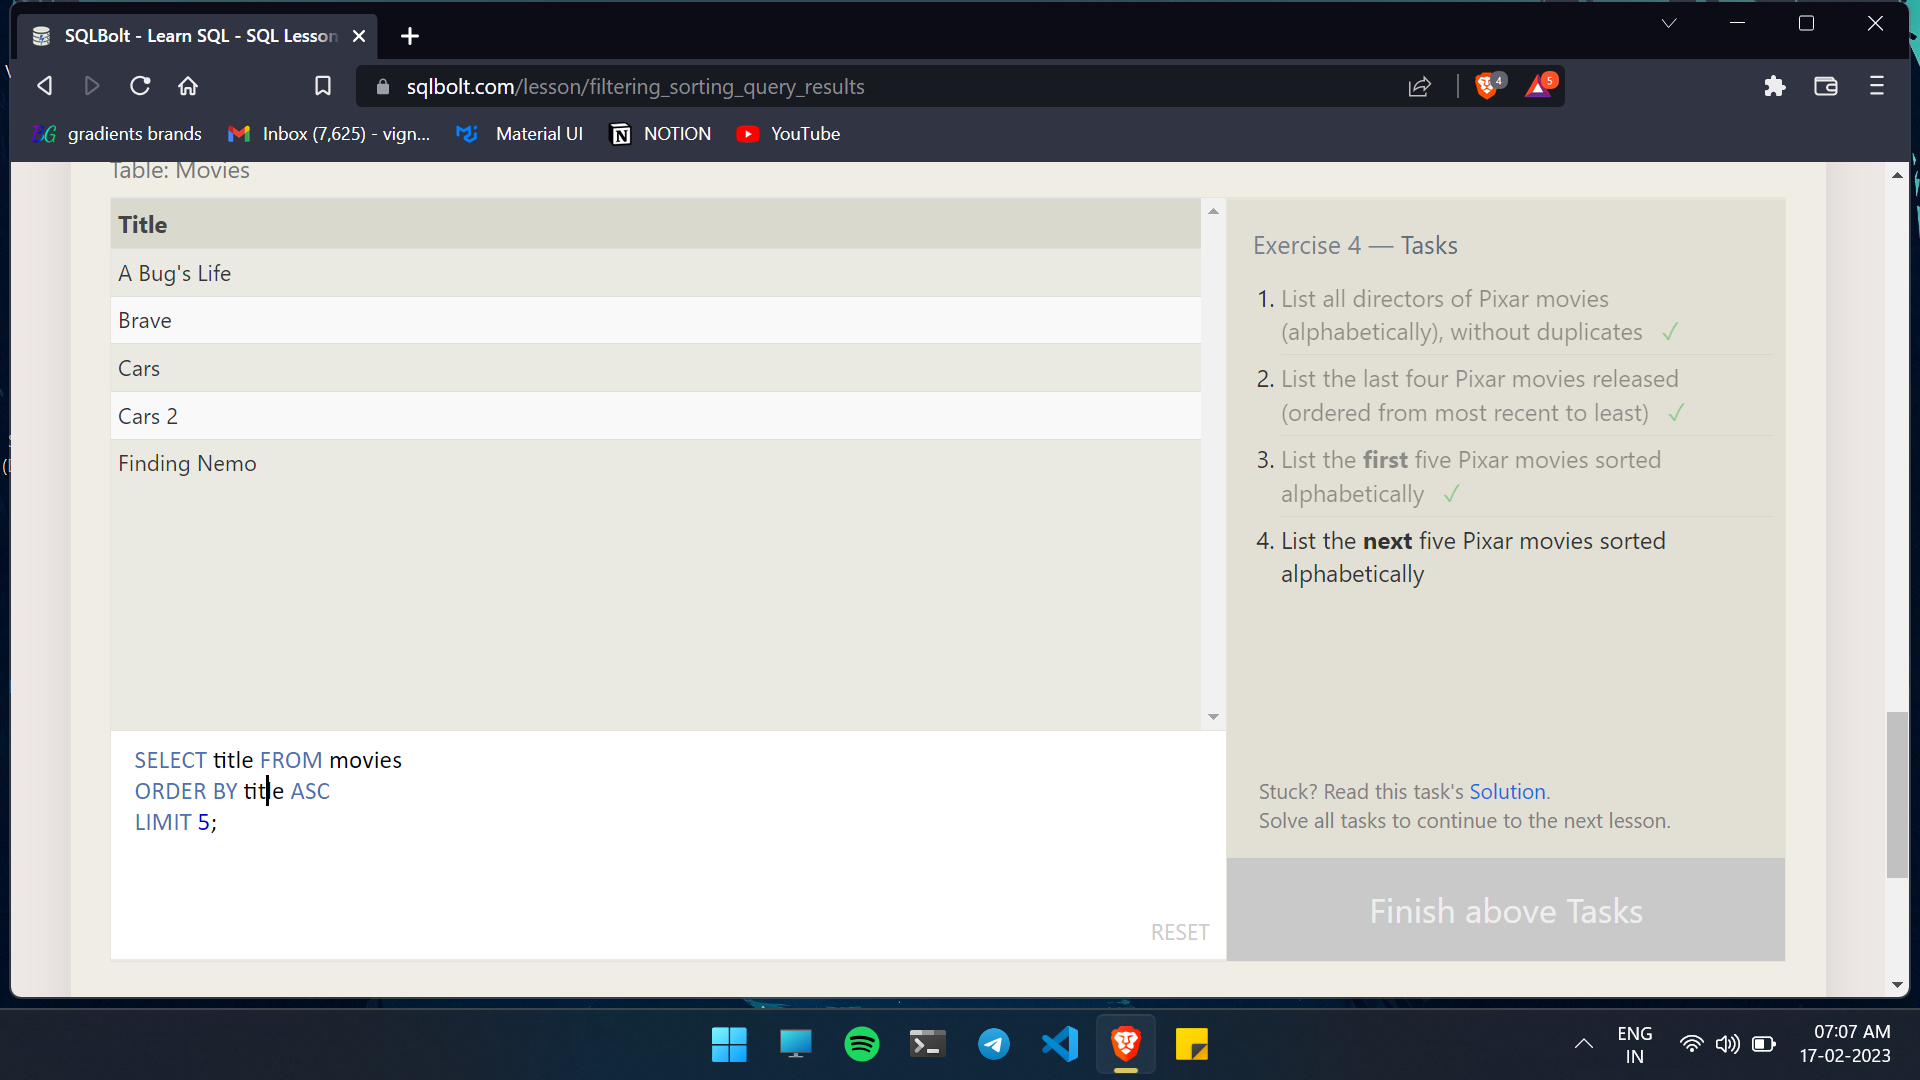 SQLBolt - Learn SQL - SQL Lesson
sqlbolt.com/lesson/filtering_sorting_query_results
4
5
gradients brands
Inbox (7,625) - vign...
Material UI
NOTION
YouTube
Table: Movies
Title
A Bug's Life
Brave
Cars
Cars 2
Finding Nemo
SELECT title FROM movies
ORDER BY title ASC
LIMIT 5;
RESET
Exercise 4 — Tasks
1. List all directors of Pixar movies
(alphabetically), without duplicates ✓
2. List the last four Pixar movies released
(ordered from most recent to least) ✓
3. List the first five Pixar movies sorted
alphabetically ✓
4. List the next five Pixar movies sorted
alphabetically
Stuck? Read this task's Solution.
Solve all tasks to continue to the next lesson.
Finish above Tasks
ENG
IN
07:07 AM
17-02-2023